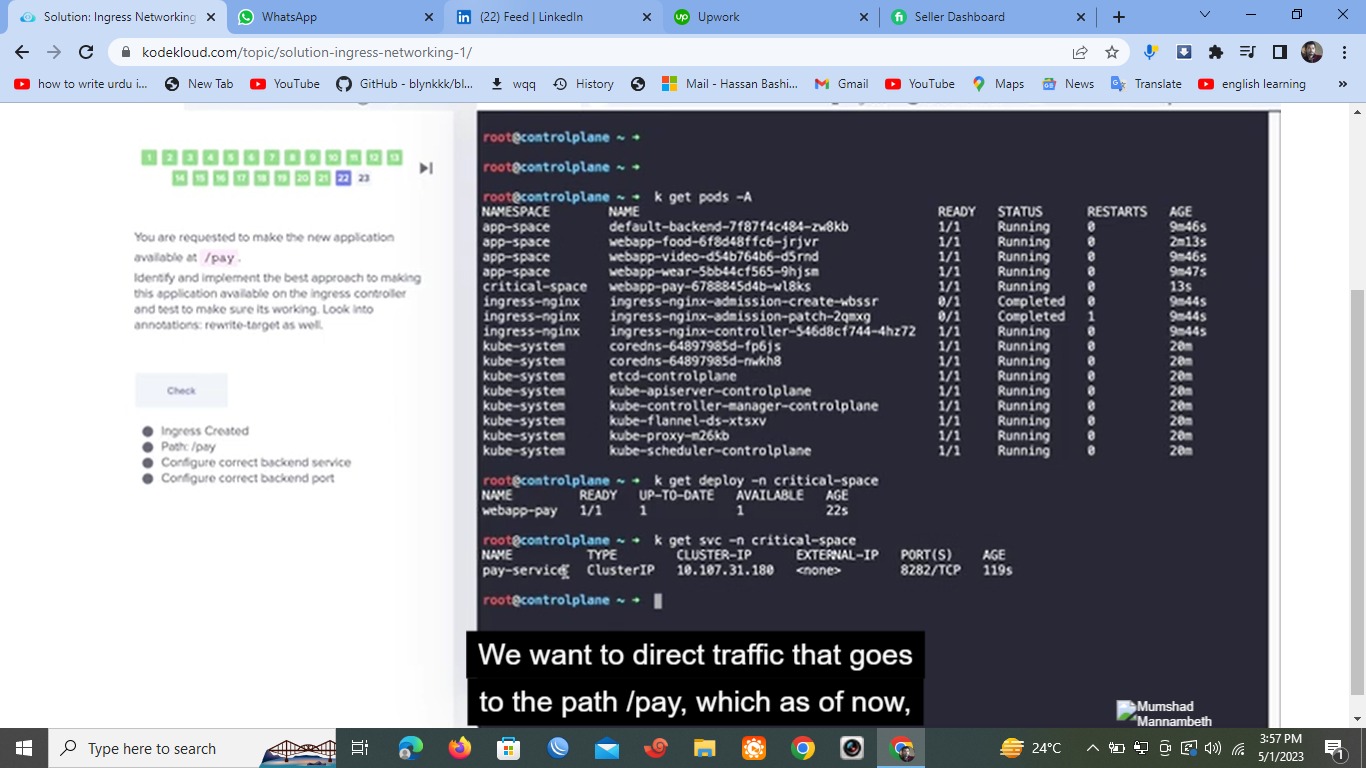 Solution: Ingress Networking
WhatsApp
(22) Feed | LinkedIn
Upwork
Seller Dashboard
kodekloud.com/topic/solution-ingress-networking-1/
how to write urdu i...
New Tab
YouTube
GitHub - blynkkk/bl...
wqq
History
Mail - Hassan Bashi...
Gmail
YouTube
Maps
News
Translate
english learning
»
1 2 3 4 5 6 7 8 9 10 11 12 13
14 15 16 17 18 19 20 21 22 23
You are requested to make the new application
available at /pay.
Identify and implement the best approach to making
this application available on the ingress controller
and test to make sure its working. Look into
annotations: rewrite-target as well.
Check
Ingress Created
Path: /pay
Configure correct backend service
Configure correct backend port
root@controlplane ~ ➜
root@controlplane ~ ➜
root@controlplane ~ ➜ k get pods -A
NAMESPACE NAME READY STATUS RESTARTS AGE
app-space default-backend-7f87f4c484-zw8kb 1/1 Running 0 9m46s
app-space webapp-food-6f8d48ffc6-jrjvr 1/1 Running 0 2m13s
app-space webapp-video-d54b764b6-d5rnd 1/1 Running 0 9m46s
app-space webapp-wear-5bb44cf565-9hjsm 1/1 Running 0 9m47s
critical-space webapp-pay-6788845d4b-wl8ks 1/1 Running 0 13s
ingress-nginx ingress-nginx-admission-create-wbssr 0/1 Completed 0 9m44s
ingress-nginx ingress-nginx-admission-patch-2qmxg 0/1 Completed 1 9m44s
ingress-nginx ingress-nginx-controller-546d8cf744-4hz72 1/1 Running 0 9m44s
kube-system coredns-64897985d-fp6js 1/1 Running 0 20m
kube-system coredns-64897985d-nwkh8 1/1 Running 0 20m
kube-system etcd-controlplane 1/1 Running 0 20m
kube-system kube-apiserver-controlplane 1/1 Running 0 20m
kube-system kube-controller-manager-controlplane 1/1 Running 0 20m
kube-system kube-flannel-ds-xtsxv 1/1 Running 0 20m
kube-system kube-proxy-m26kb 1/1 Running 0 20m
kube-system kube-scheduler-controlplane 1/1 Running 0 20m
root@controlplane ~ ➜ k get deploy -n critical-space
NAME READY UP-TO-DATE AVAILABLE AGE
webapp-pay 1/1 1 1 22s
root@controlplane ~ ➜ k get svc -n critical-space
NAME TYPE CLUSTER-IP EXTERNAL-IP PORT(S) AGE
pay-service ClusterIP 10.107.31.180 <none> 8282/TCP 119s
root@controlplane ~ ➜
We want to direct traffic that goes
to the path /pay, which as of now,
Mumshad
Mannambeth
Type here to search
24°C
3:57 PM
5/1/2023
1